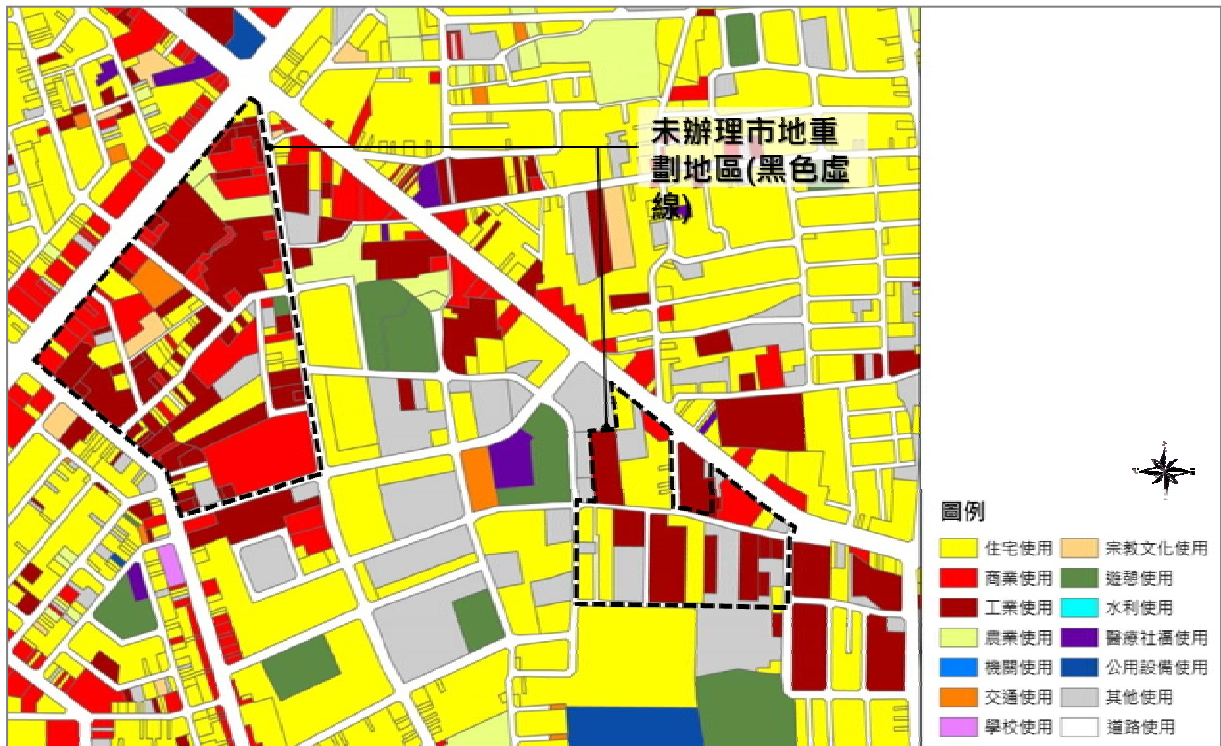 未辦理市地重
劃地區(黑色虛
線)
圖例
住宅使用
宗教文化使用
商業使用
遊憩使用
工業使用
水利使用
農業使用
醫療社福使用
機關使用
公用設備使用
交通使用
其他使用
學校使用
道路使用